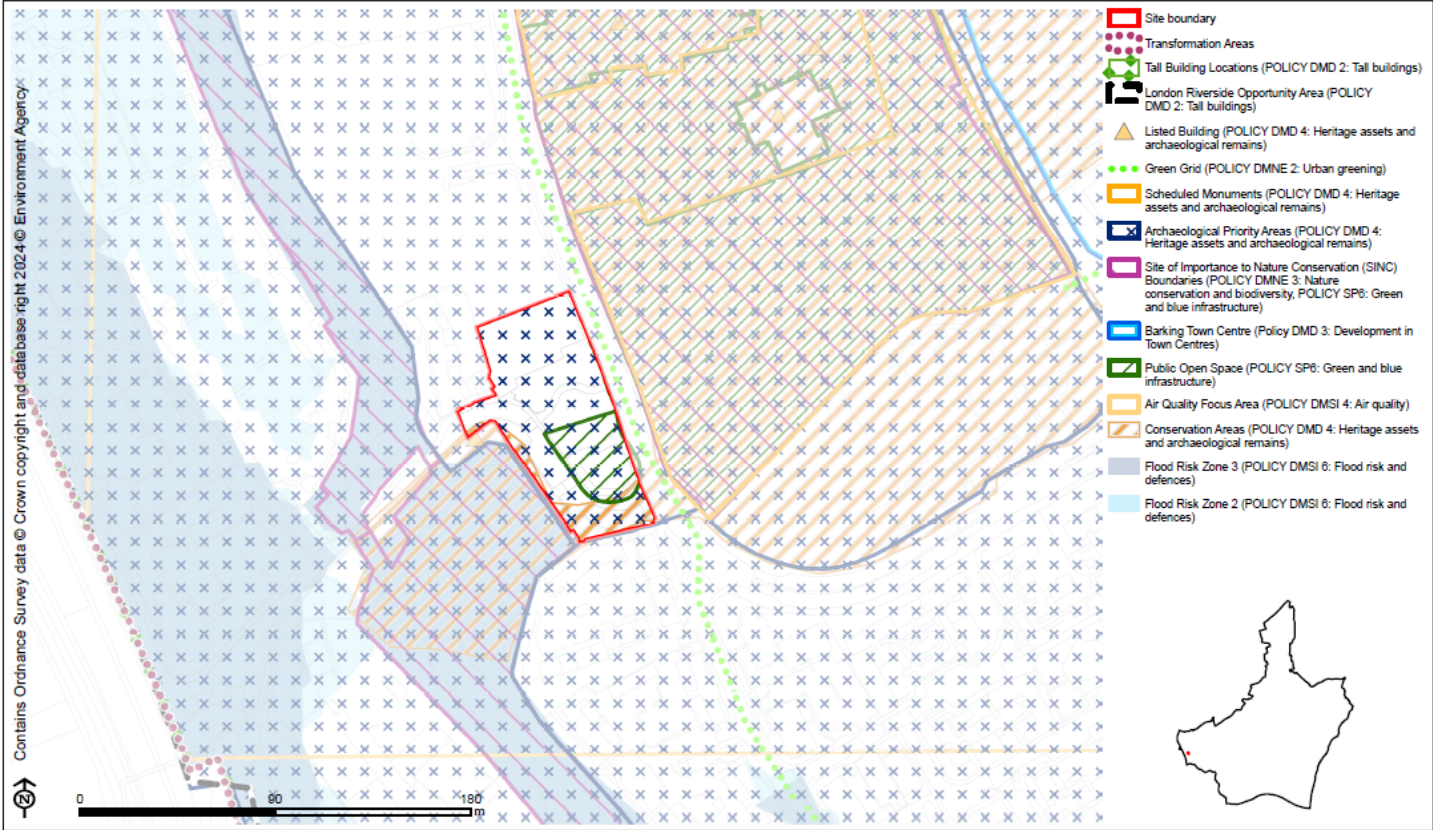 Contains Ordnance Survey data © Crown copyright and database right 2024 © Environment Agency
Site boundary
Transformation Areas
Tall Building Locations (POLICY DMD 2: Tall buildings)
London Riverside Opportunity Area (POLICY
DMD 2: Tall buildings)
Listed Building (POLICY DMD 4: Heritage assets and
archaeological remains)
Green Grid (POLICY DMNE 2: Urban greening)
Scheduled Monuments (POLICY DMD 4: Heritage
assets and archaeological remains)
Archaeological Priority Areas (POLICY DMD 4:
Heritage assets and archaeological remains)
Site of Importance to Nature Conservation (SINC)
Boundaries (POLICY DMNE 3: Nature
conservation and biodiversity, POLICY SP6: Green
and blue infrastructure)
Barking Town Centre (Policy DMD 3: Development in
Town Centres)
Public Open Space (POLICY SP6: Green and blue
infrastructure)
Air Quality Focus Area (POLICY DMSI 4: Air quality)
Conservation Areas (POLICY DMD 4: Heritage assets
and archaeological remains)
Flood Risk Zone 3 (POLICY DMSI 6: Flood risk and
defences)
Flood Risk Zone 2 (POLICY DMSI 6: Flood risk and
defences)
N
0 90 180
m